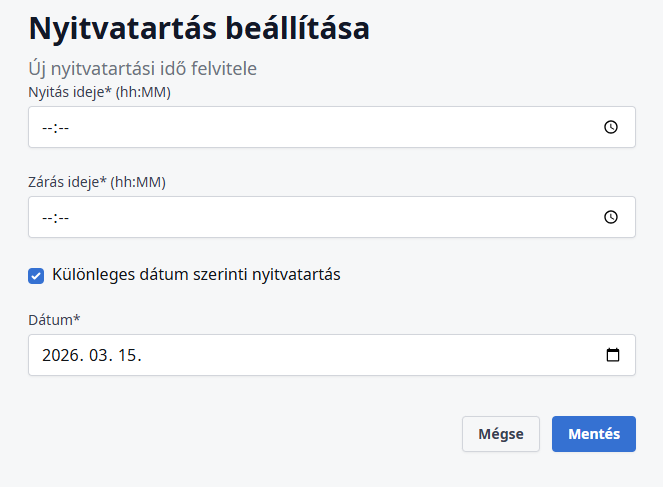 Nyitvatartás beállítása
Új nyitvatartási idő felvitele
Nyitás ideje* (hh:MM)
--:--
Zárás ideje* (hh:MM)
--:--
Különleges dátum szerinti nyitvatartás
Dátum*
2026. 03. 15.
Mégse Mentés